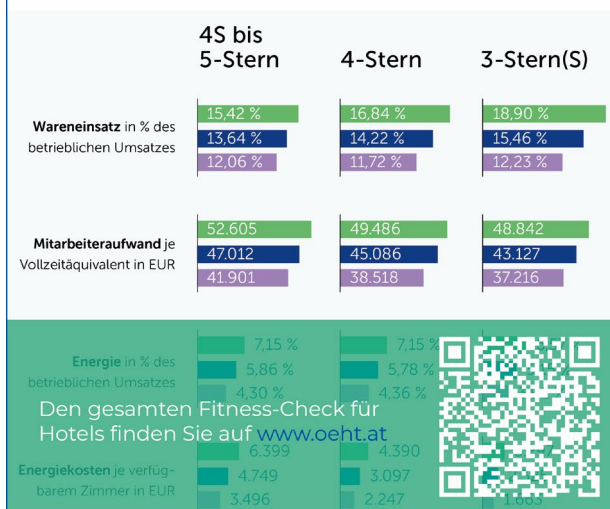 4S bis
5-Stern
4-Stern
3-Stern(S)
Wareneinsatz in % des
betrieblichen Umsatzes
15,42 %
13,64 %
12,06 %
16,84 %
14,22 %
11,72 %
18,90 %
15,46 %
12,23 %
Mitarbeiteraufwand je
Vollzeitäquivalent in EUR
52.605
47.012
41.901
49.486
45.086
38.518
48.842
43.127
37.216
Energie in % des
betrieblichen Umsatzes
7,15 %
5,86 %
4,30 %
7,15 %
5,78 %
4,36 %
Den gesamten Fitness-Check für
Hotels finden Sie auf www.oeht.at
Energiekosten je verfüg-
barem Zimmer in EUR
6.399
4.749
3.496
4.390
3.097
2.247